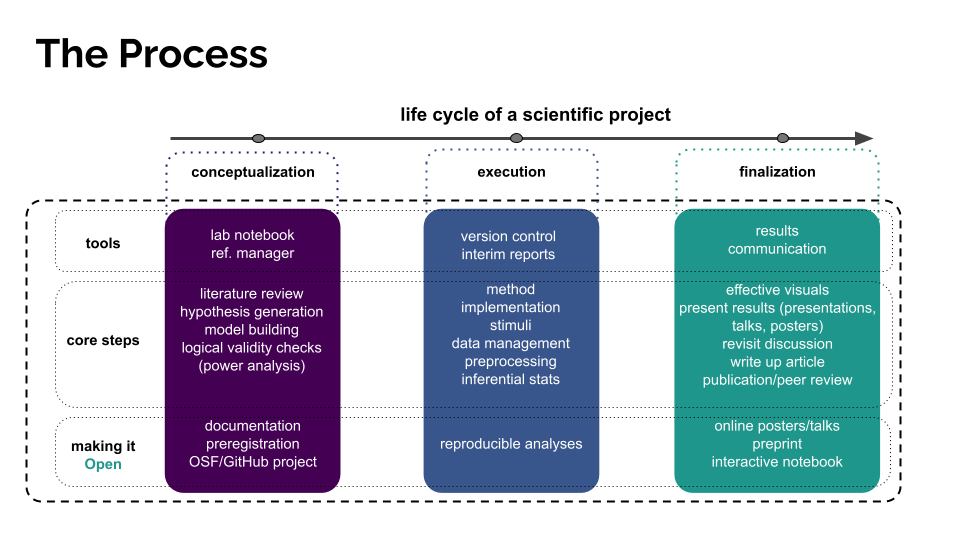 The Process
life cycle of a scientific project
conceptualization
execution
finalization
tools
lab notebook
ref. manager
version control
interim reports
results
communication
core steps
literature review
hypothesis generation
model building
logical validity checks
(power analysis)
method
implementation
stimuli
data management
preprocessing
inferential stats
effective visuals
present results (presentations,
talks, posters)
revisit discussion
write up article
publication/peer review
making it
Open
documentation
preregistration
OSF/GitHub project
reproducible analyses
online posters/talks
preprint
interactive notebook